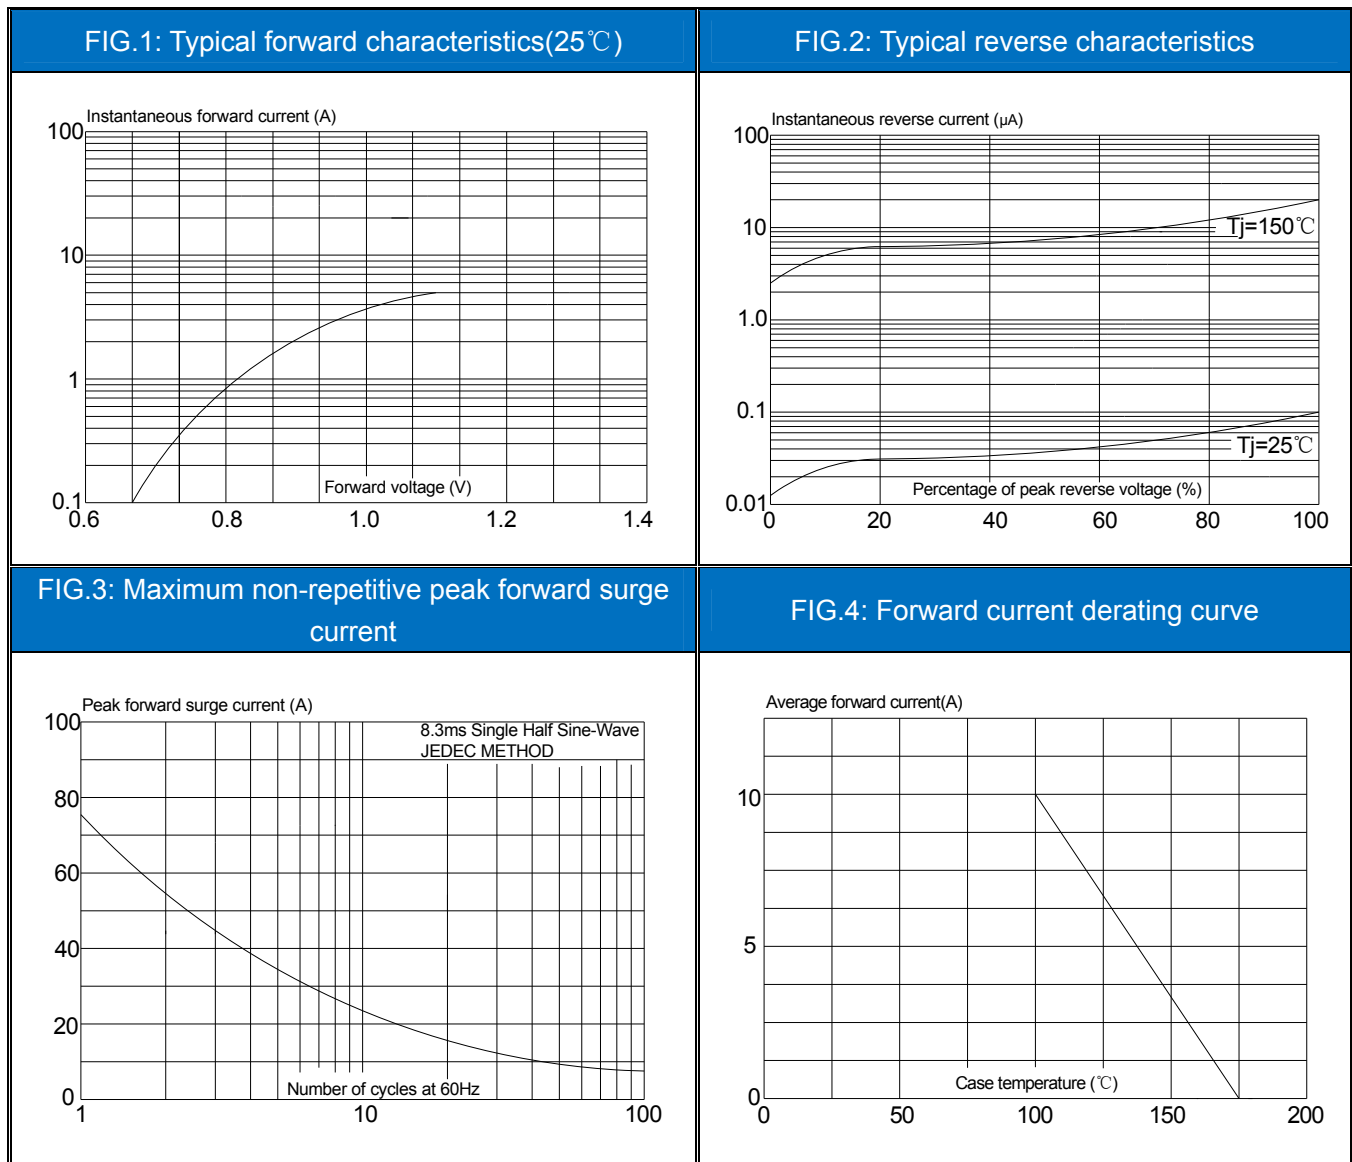 FIG.1: Typical forward characteristics(25℃)
Instantaneous forward current (A)
100
10
1
0.1
Forward voltage (V)
0.6 0.8 1.0 1.2 1.4
FIG.2: Typical reverse characteristics
Instantaneous reverse current (μA)
100
10
1.0
0.1
0.01
Tj=150℃
Tj=25℃
Percentage of peak reverse voltage (%)
0 20 40 60 80 100
FIG.3: Maximum non-repetitive peak forward surge
current
Peak forward surge current (A)
100
80
60
40
20
0
8.3ms Single Half Sine-Wave
JEDEC METHOD
Number of cycles at 60Hz
1 10 100
FIG.4: Forward current derating curve
Average forward current(A)
10
5
0
Case temperature (℃)
0 50 100 150 200